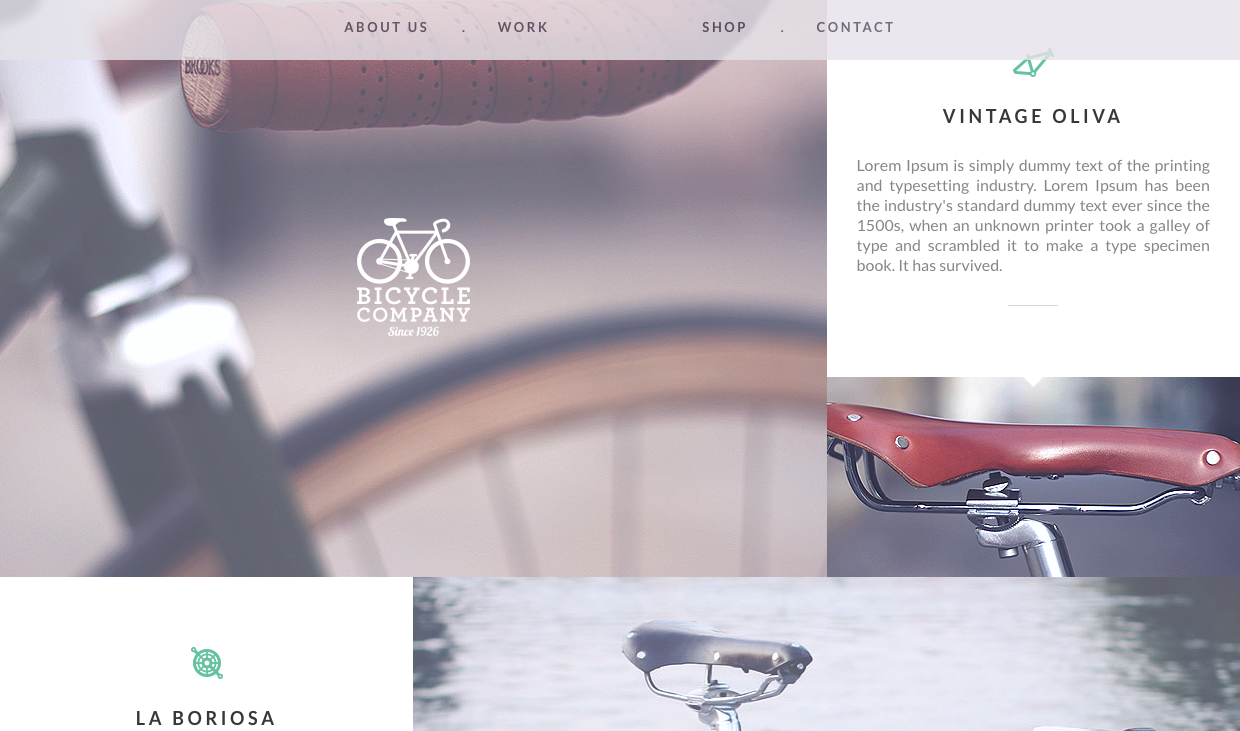 ABOUT US . WORK SHOP . CONTACT
BROOKS
VINTAGE OLIVA
Lorem Ipsum is simply dummy text of the printing
and typesetting industry. Lorem Ipsum has been
the industry's standard dummy text ever since the
1500s, when an unknown printer took a galley of
type and scrambled it to make a type specimen
book. It has survived.
BICYCLE
COMPANY
Since 1926
LA BORIOSA